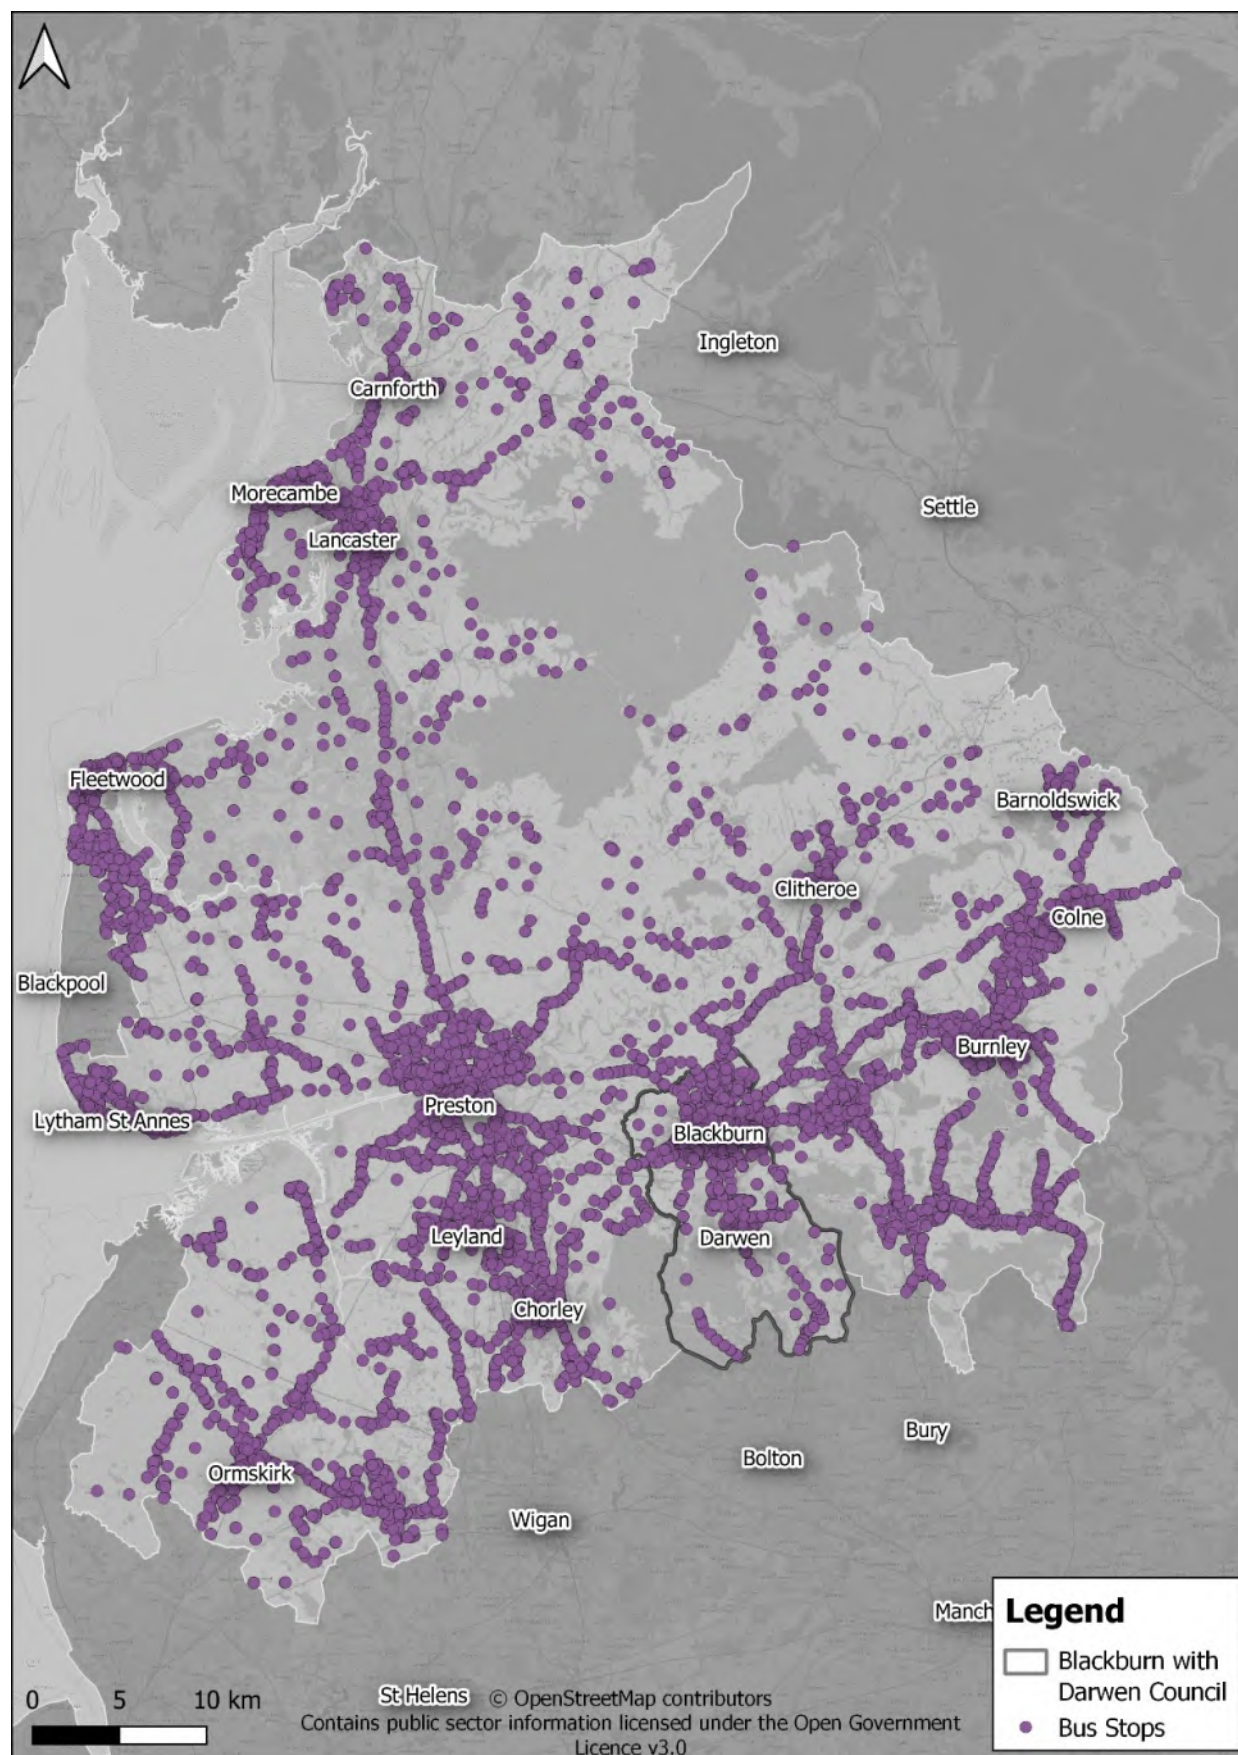 Ingleton
Carnforth
Morecambe
Settle
Lancaster
Fleetwood
Barnoldswick
Clitheroe
Colne
Blackpool
Burnley
Preston
Lytham St Annes
Blackburn
Leyland
Darwen
Chorley
Bury
Bolton
Ormskirk
Wigan
Manch
Legend
Blackburn with
Darwen Council
Bus Stops
0 5 10 km
St Helens © OpenStreetMap contributors
Contains public sector information licensed under the Open Government
Licence v3.0